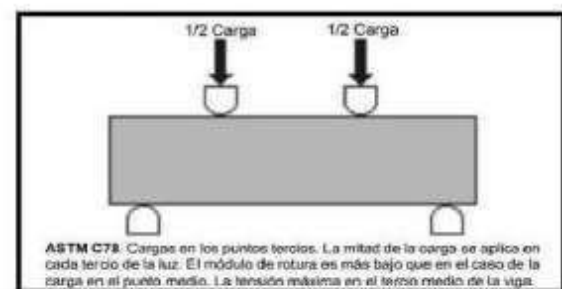 1/2 Carga 1/2 Carga
ASTM C78. Cargas en los puntos tercios. La mitad de la carga se aplica en
cada tercio de la luz. El módulo de rotura es más bajo que en el caso de la
carga en el punto medio. La tensión máxima en el tercio medio de la viga.